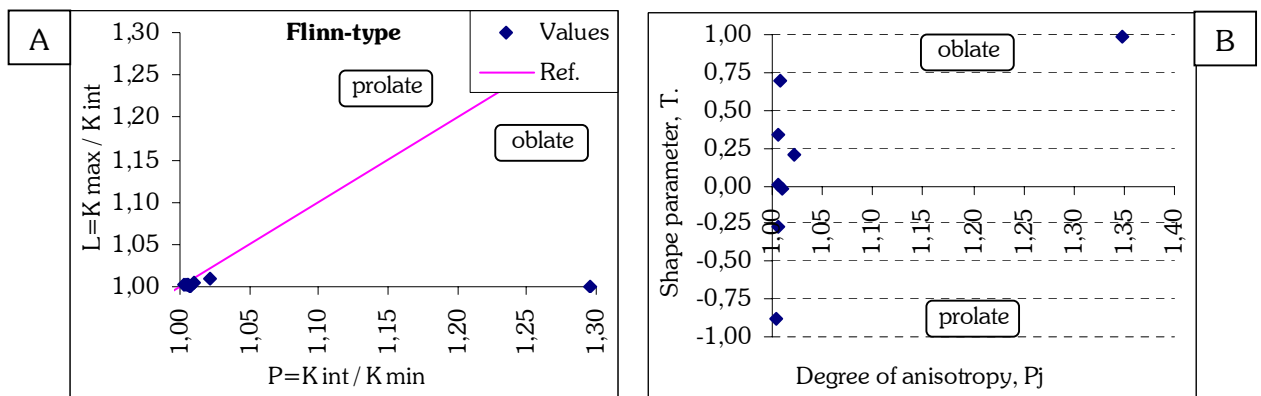 A
Flinn-type
Values
Ref.
prolate
oblate
L=K max / K int
1,30
1,25
1,20
1,15
1,10
1,05
1,00
1,00
1,05
1,10
1,15
1,20
1,25
1,30
P=K int / K min
B
oblate
prolate
Shape parameter, T.
1,00
0,75
0,50
0,25
0,00
-0,25
-0,50
-0,75
-1,00
1,00
1,05
1,10
1,15
1,20
1,25
1,30
1,35
1,40
Degree of anisotropy, Pj